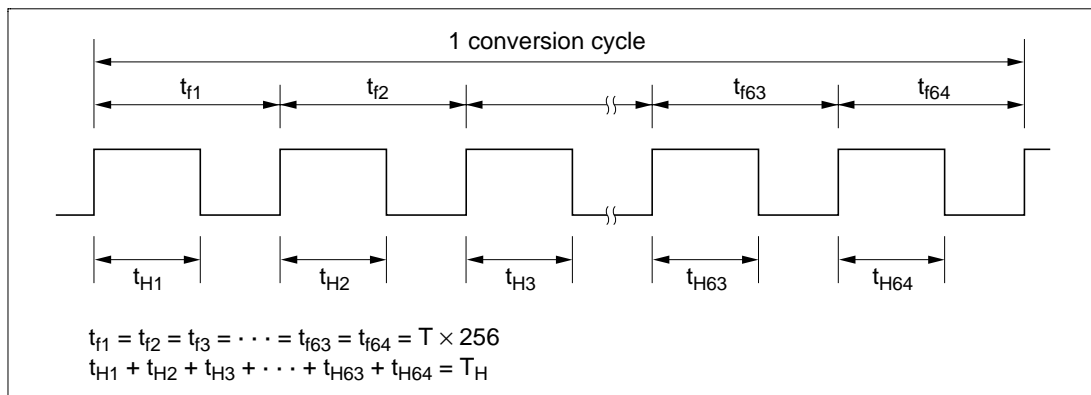 1 conversion cycle
tf1 tf2 tf63 tf64
tH1 tH2 tH3 tH63 tH64
tf1 = tf2 = tf3 = · · · = tf63 = tf64 = T × 256
tH1 + tH2 + tH3 + · · · + tH63 + tH64 = TH